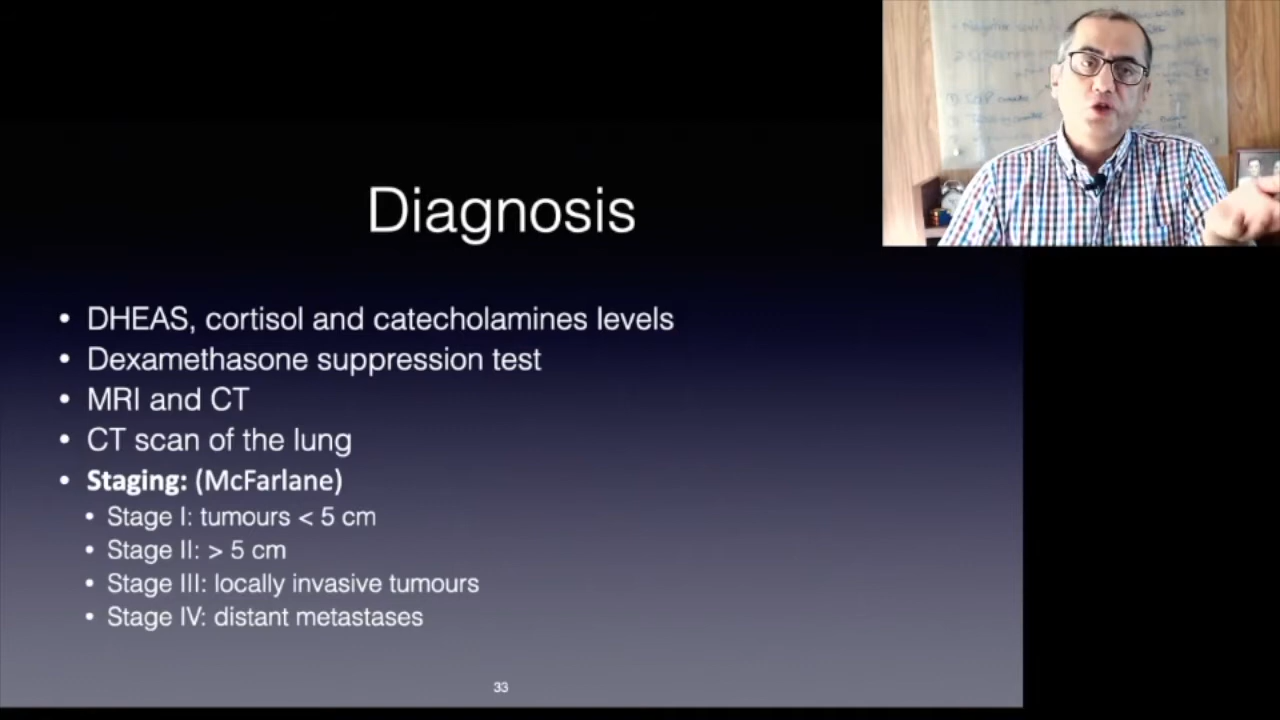 Diagnosis
• DHEAS, cortisol and catecholamines levels
• Dexamethasone suppression test
• MRI and CT
• CT scan of the lung
• Staging: (McFarlane)
• Stage I: tumours < 5 cm
• Stage II: > 5 cm
• Stage III: locally invasive tumours
• Stage IV: distant metastases
33